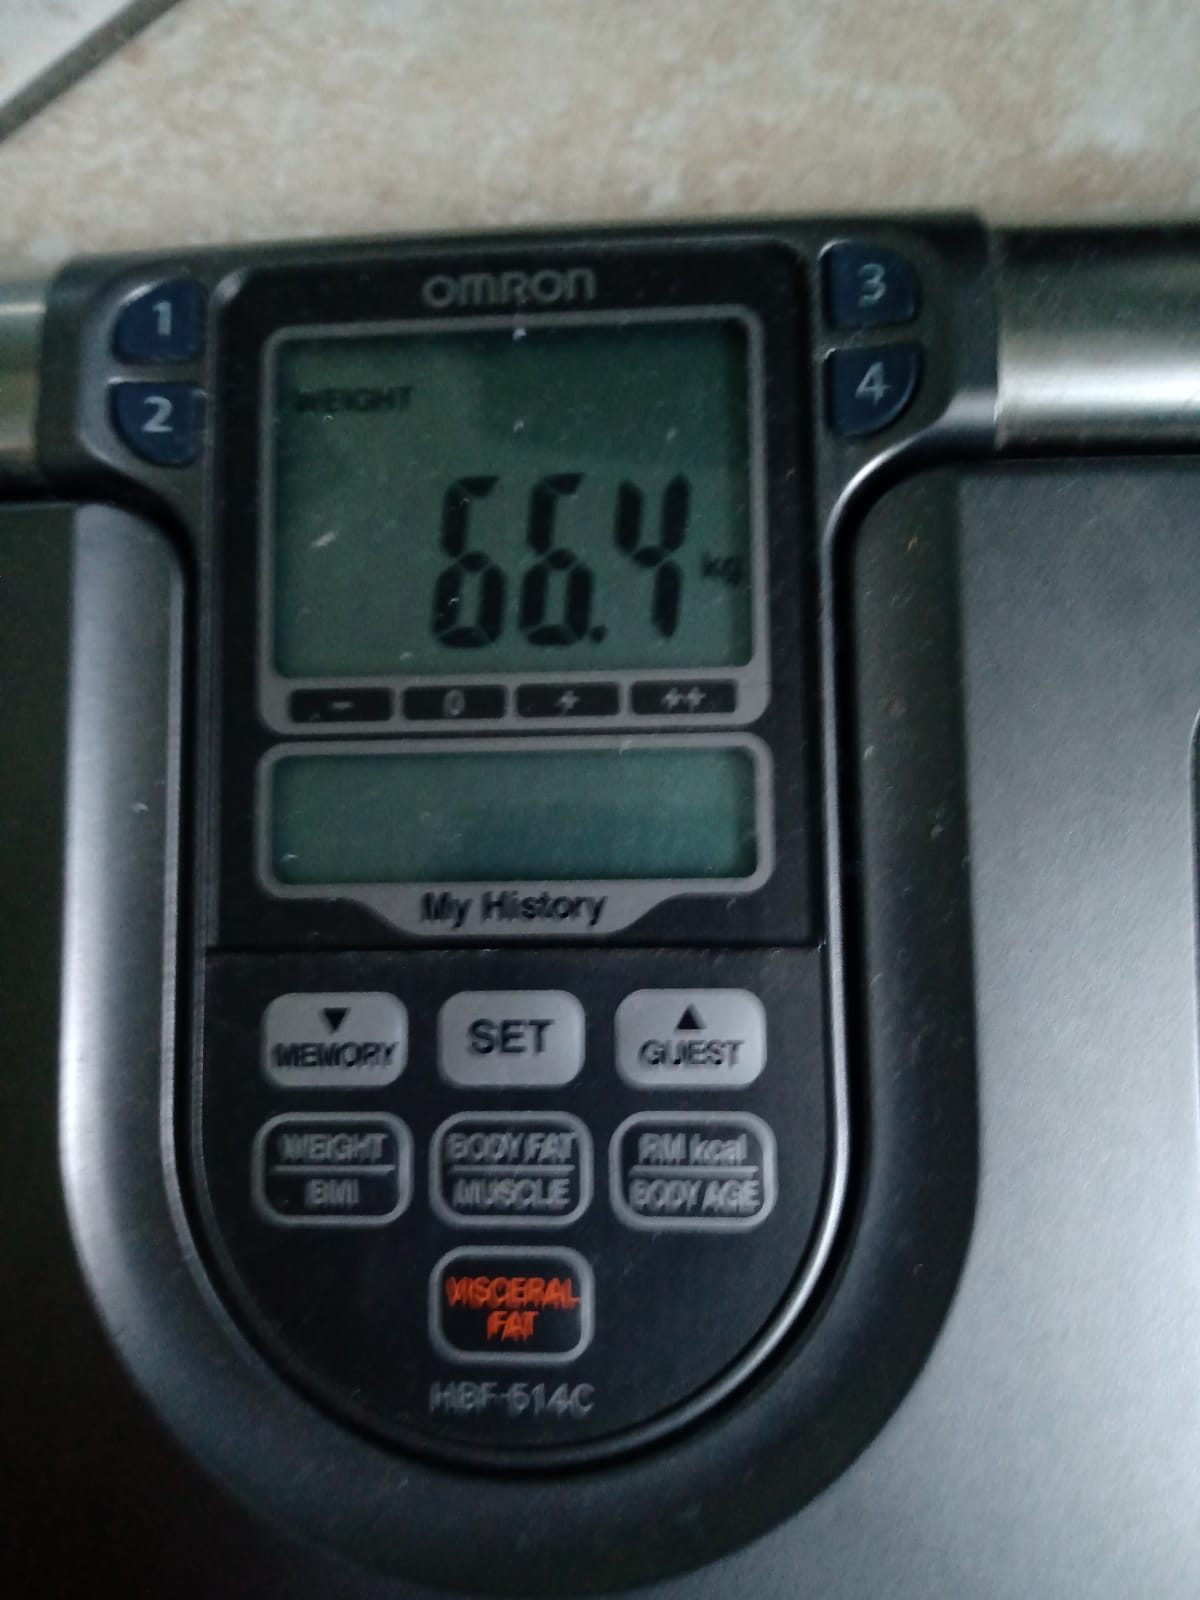 OMRON
1
3
2
4
WEIGHT
66.4 kg
− 0 + ++
My History
▼ SET ▲
MEMORY GUEST
WEIGHT BODY FAT RM kcal
BMI MUSCLE BODY AGE
VISCERAL
FAT
HBF-514C